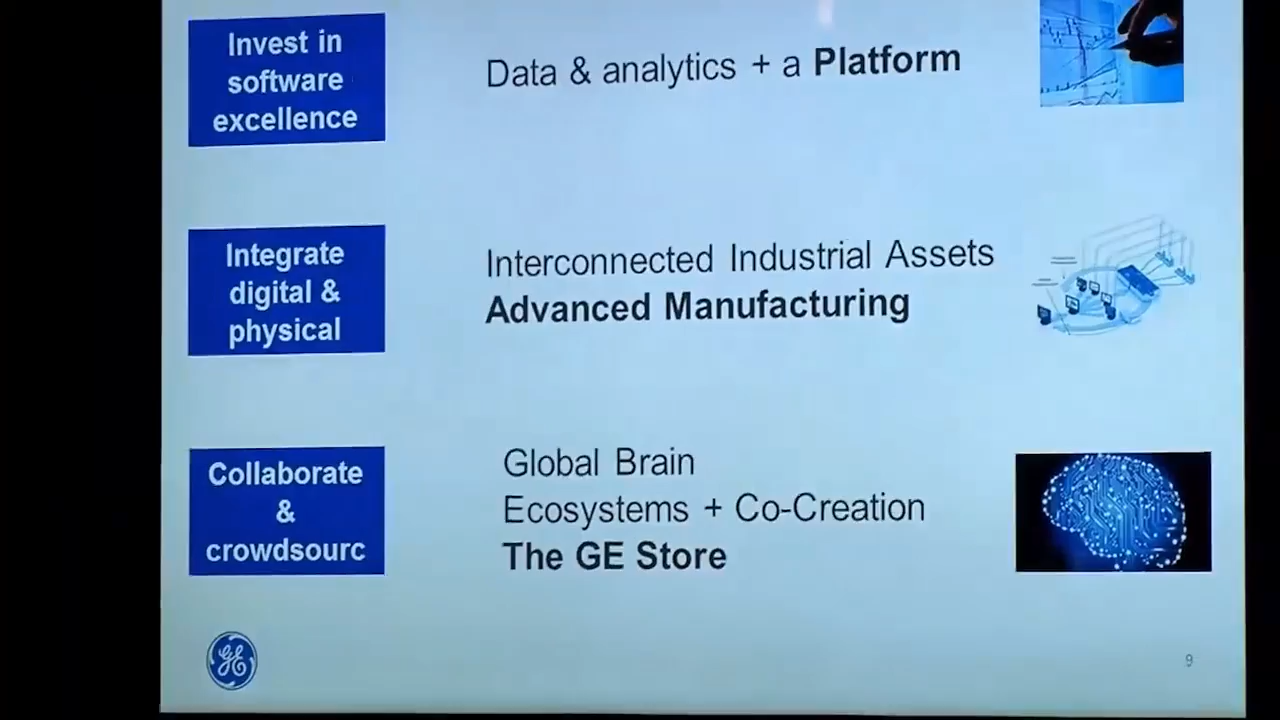 Invest in
software
excellence
Data & analytics + a Platform
Integrate
digital &
physical
Interconnected Industrial Assets
Advanced Manufacturing
Collaborate
&
crowdsourc
Global Brain
Ecosystems + Co-Creation
The GE Store
GE
9